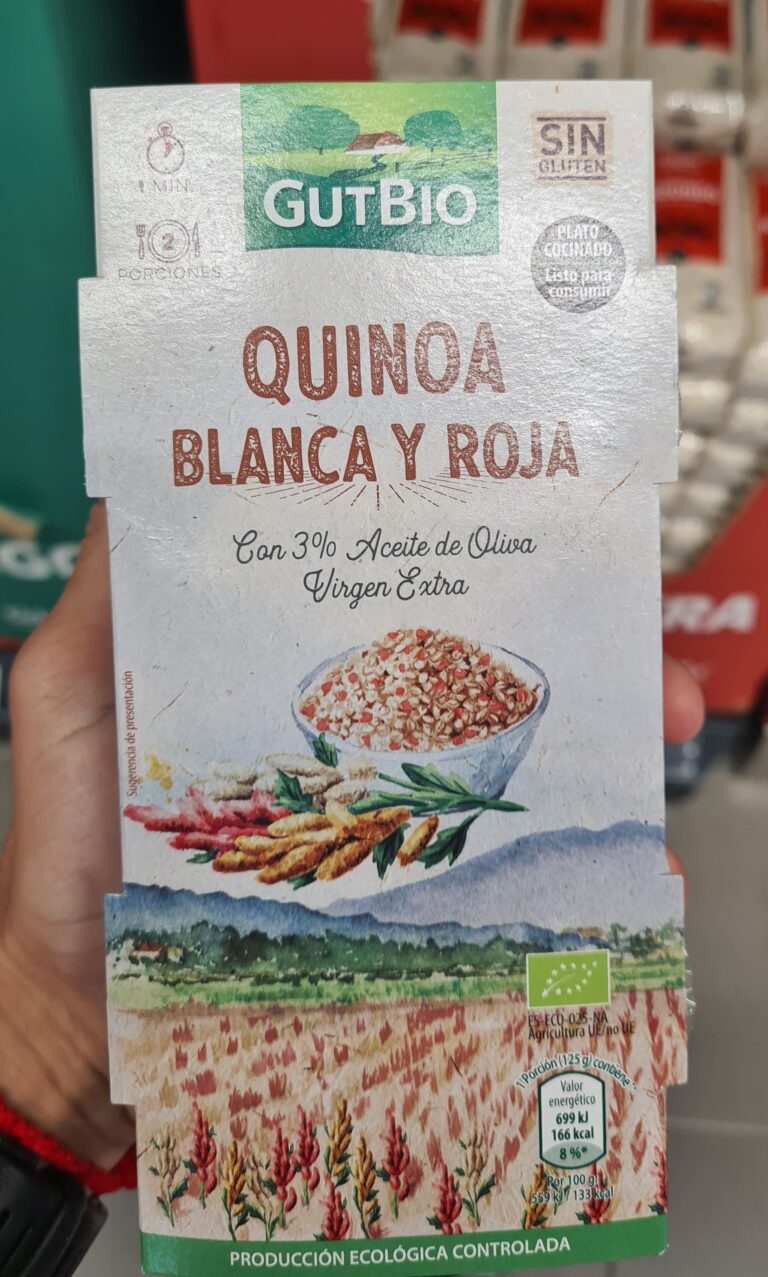 1 MIN.
2
PORCIONES
GUTBIO
SIN
GLUTEN
PLATO
COCINADO
Listo para
consumir
QUINOA
BLANCA Y ROJA
Con 3% Aceite de Oliva
Virgen Extra
Sugerencia de presentación
ES-ECO-025-NA
Agricultura UE/no UE
1 Porción (125 g) contiene
Valor
energético
699 kJ
166 kcal
8 %*
Por 100 g:
559 kJ / 133 kcal
PRODUCCIÓN ECOLÓGICA CONTROLADA
RA